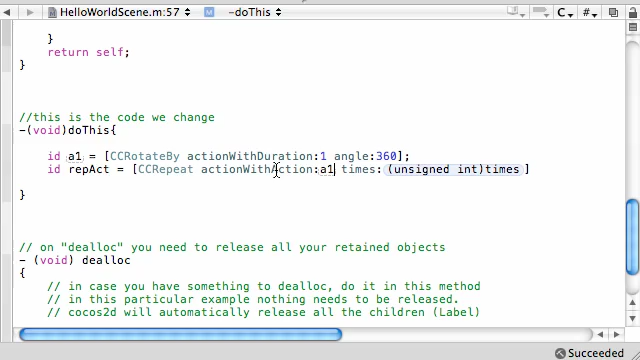 HelloWorldScene.m:57 M -doThis C #
}
return self;
}
//this is the code we change
-(void)doThis{
id a1 = [CCRotateBy actionWithDuration:1 angle:360];
id repAct = [CCRepeat actionWithAction:a1 times:(unsigned int)times]
}
// on "dealloc" you need to release all your retained objects
- (void) dealloc
{
// in case you have something to dealloc, do it in this method
// in this particular example nothing needs to be released.
// cocos2d will automatically release all the children (Label)
Succeeded